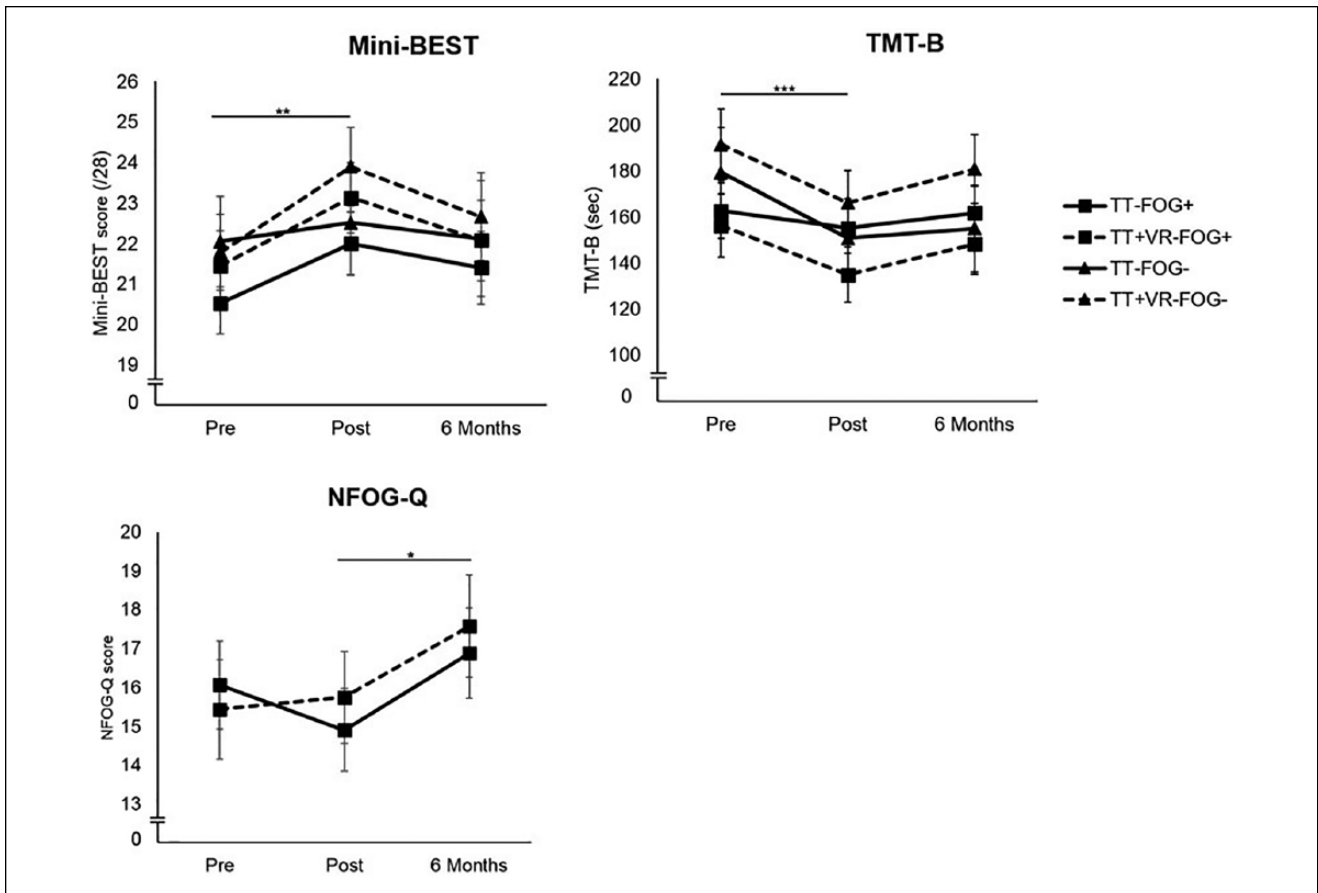 Mini-BEST
26
25
24
23
22
21
20
19
0
Mini-BEST score (/28)
**
Pre Post 6 Months
TMT-B
220
200
180
160
140
120
100
0
TMT-B (sec)
***
Pre Post 6 Months
TT-FOG+
TT+VR-FOG+
TT-FOG-
TT+VR-FOG-
NFOG-Q
20
19
18
17
16
15
14
13
0
NFOG-Q score
*
Pre Post 6 Months